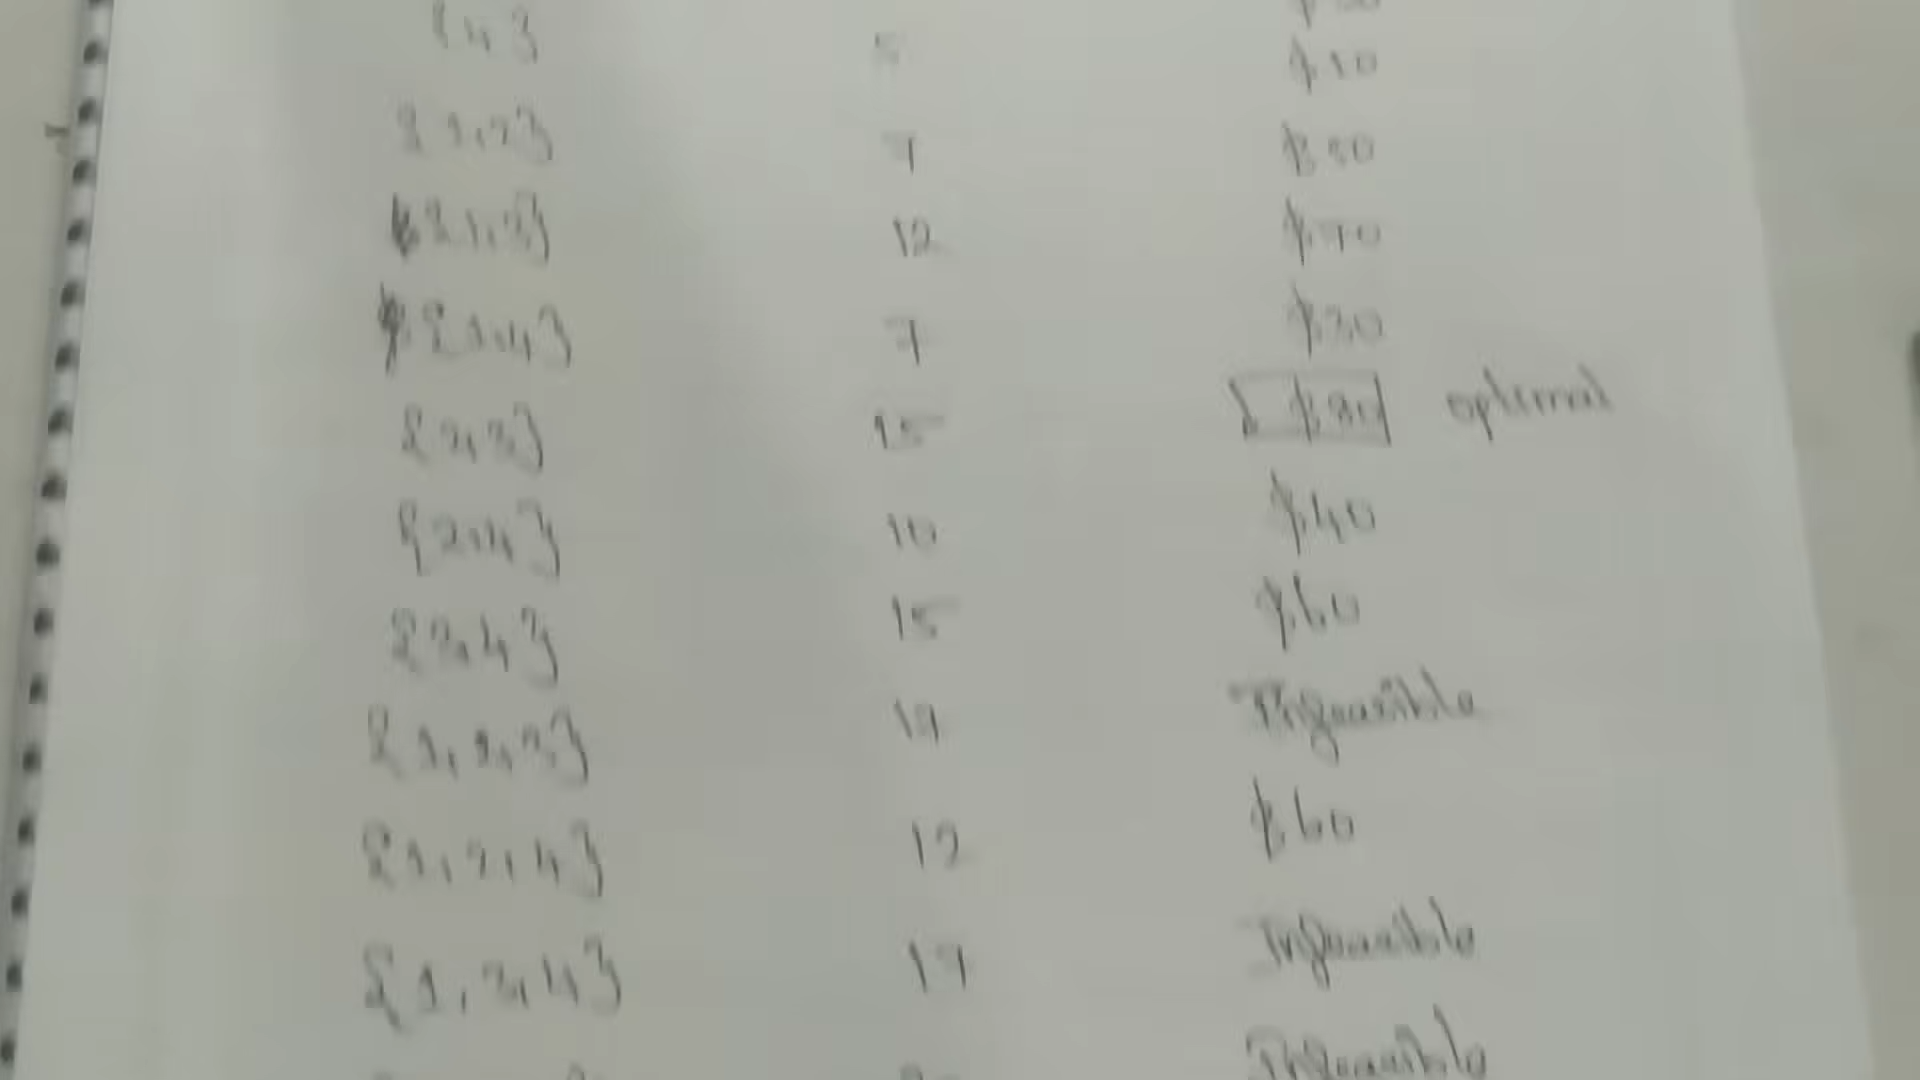 {4} 5 $10
{1,2} 7 $50
{1,3} 12 $70
{1,4} 7 $30
{2,3} 15 $80 optimal
{2,4} 10 $40
{3,4} 15 $60
{1,2,3} 17 Infeasible
{1,2,4} 12 $60
{1,3,4} 17 Infeasible
Infeasible